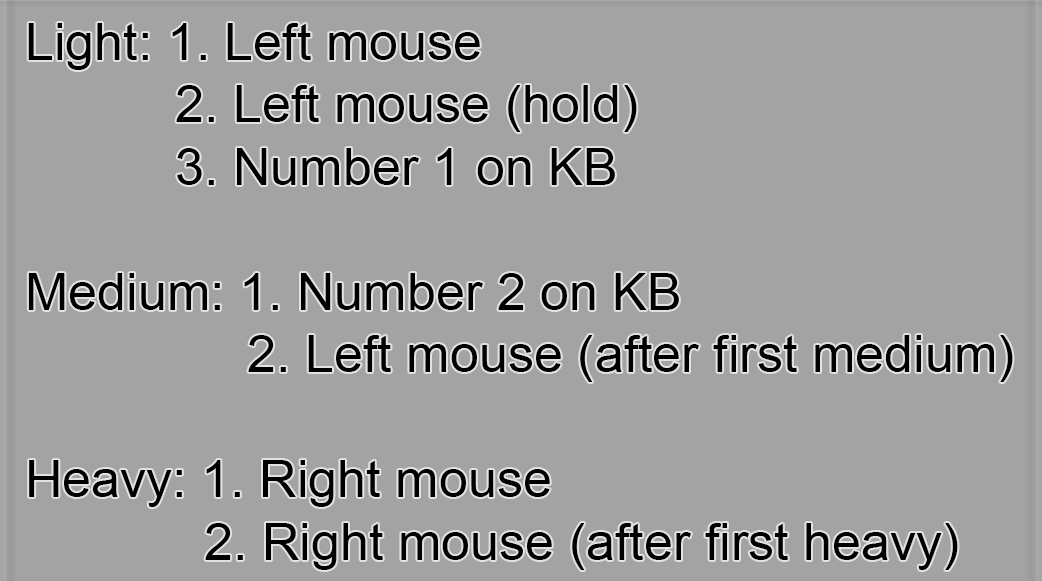 Light: 1. Left mouse
2. Left mouse (hold)
3. Number 1 on KB
Medium: 1. Number 2 on KB
2. Left mouse (after first medium)
Heavy: 1. Right mouse
2. Right mouse (after first heavy)